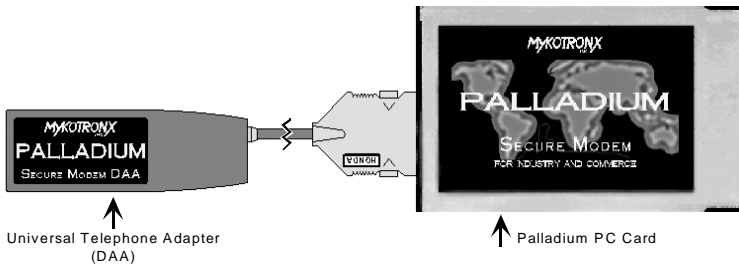 MYKOTRONX
PALLADIUM
SECURE MODEM DAA
HONDA
MYKOTRONX
PALLADIUM
SECURE MODEM
FOR INDUSTRY AND COMMERCE
Universal Telephone Adapter
(DAA)
Palladium PC Card